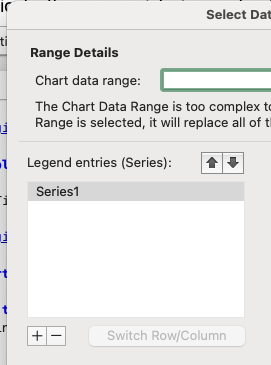 Select Dat
Range Details
Chart data range:
The Chart Data Range is too complex to
Range is selected, it will replace all of th
Legend entries (Series):
Series1
+ −
Switch Row/Column